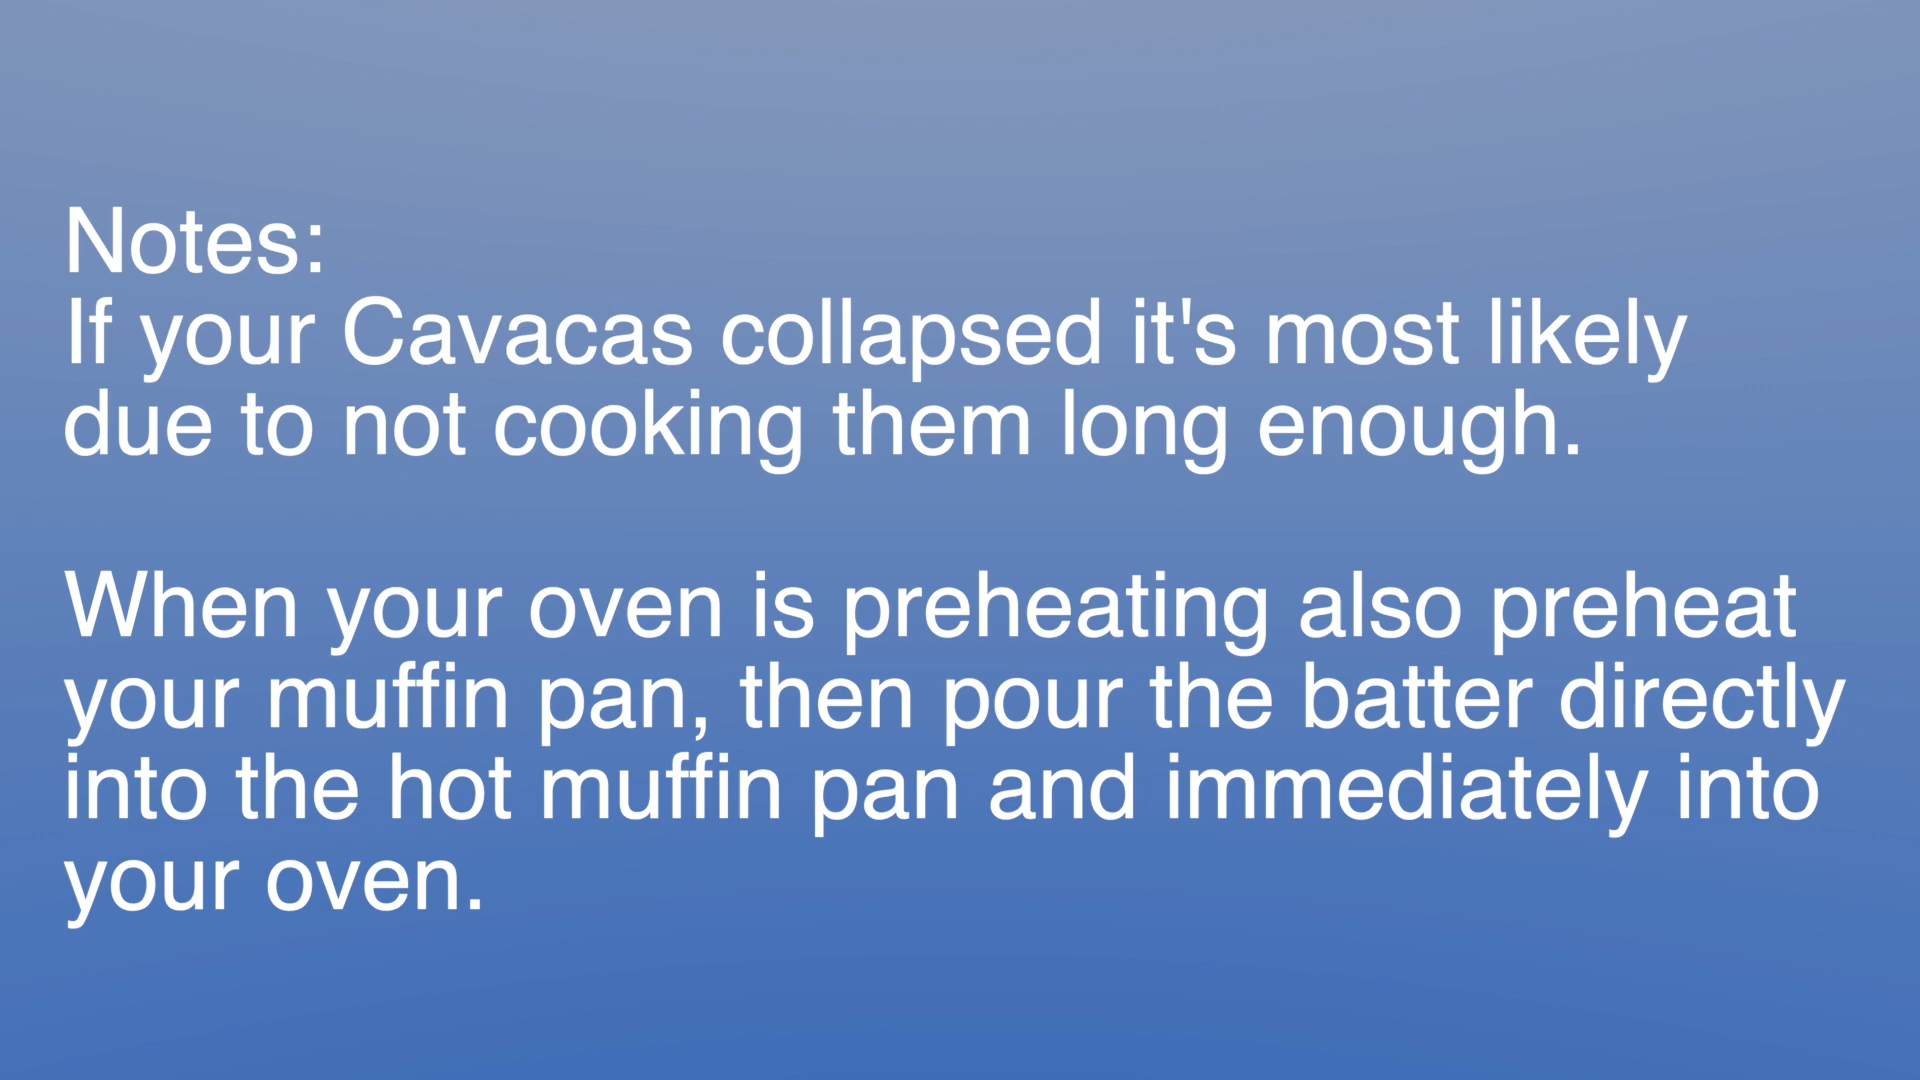 Notes:
If your Cavacas collapsed it's most likely
due to not cooking them long enough.
When your oven is preheating also preheat
your muffin pan, then pour the batter directly
into the hot muffin pan and immediately into
your oven.